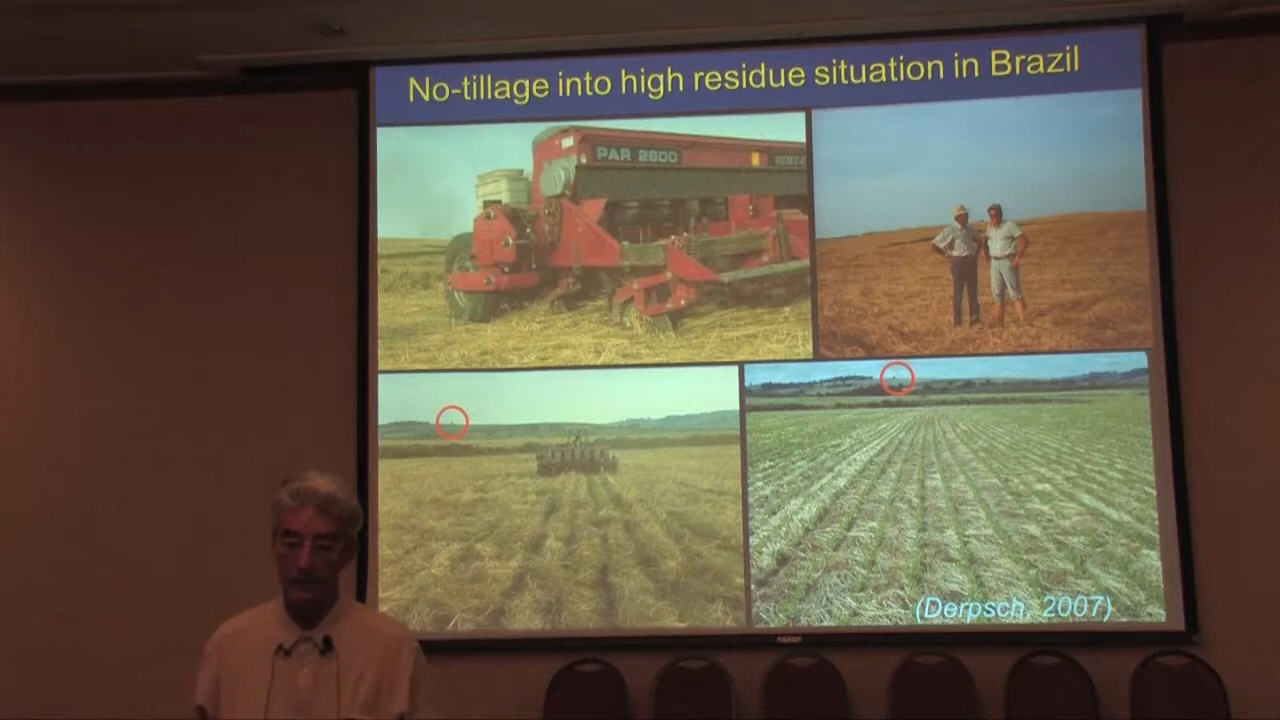 No-tillage into high residue situation in Brazil
PAR 2800
(Derpsch, 2007)